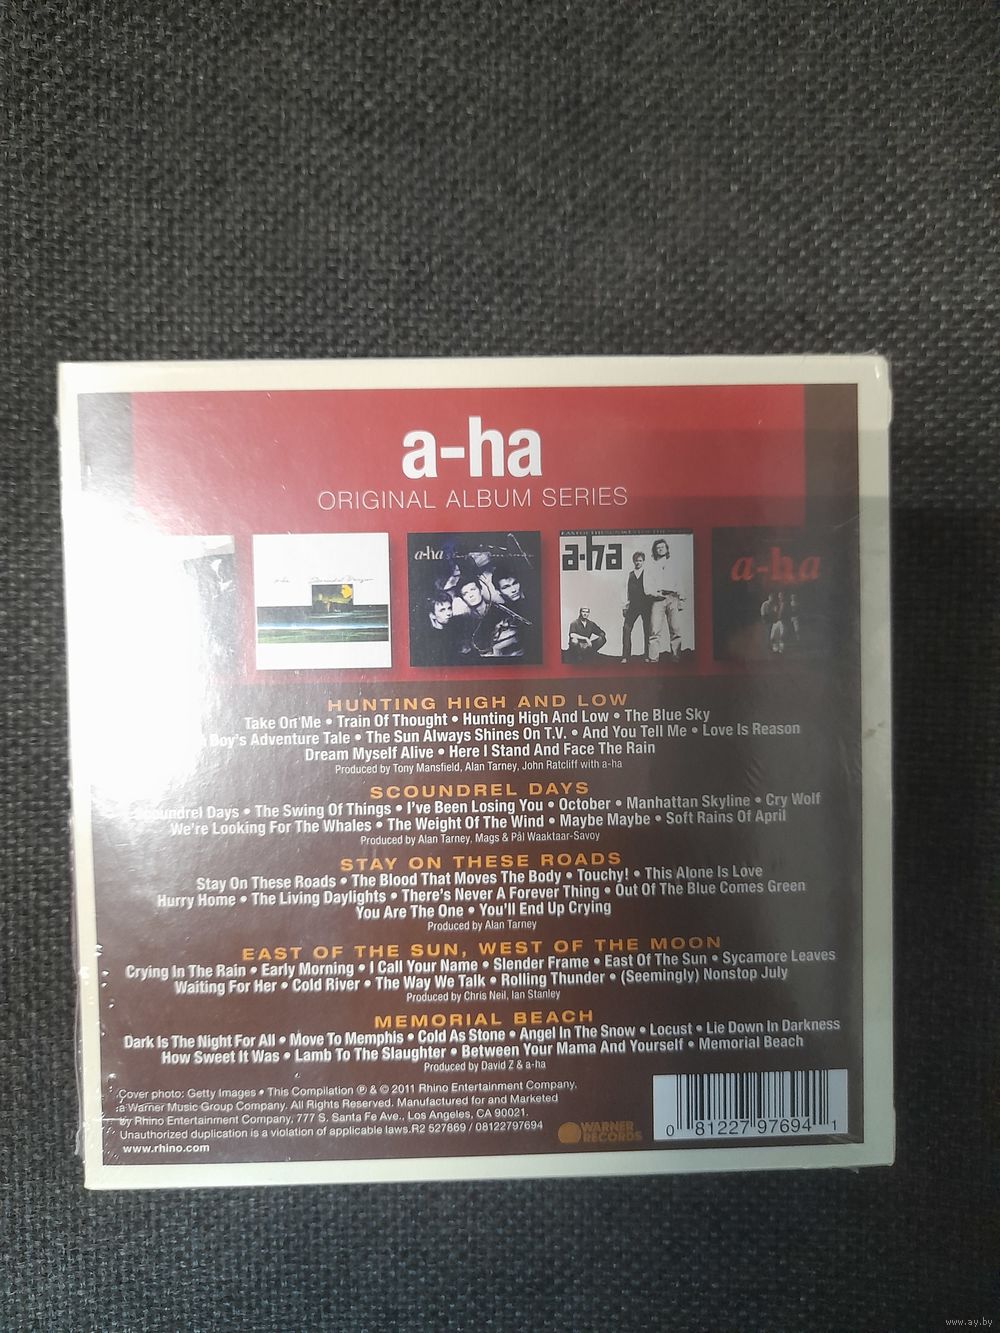 a-ha
ORIGINAL ALBUM SERIES
a-ha
a-ha
a-ha
HUNTING HIGH AND LOW
Take On Me • Train Of Thought • Hunting High And Low • The Blue Sky
Boy's Adventure Tale • The Sun Always Shines On T.V. • And You Tell Me • Love Is Reason
Dream Myself Alive • Here I Stand And Face The Rain
Produced by Tony Mansfield, Alan Tarney, John Ratcliff with a-ha
SCOUNDREL DAYS
Scoundrel Days • The Swing Of Things • I've Been Losing You • October • Manhattan Skyline • Cry Wolf
We're Looking For The Whales • The Weight Of The Wind • Maybe Maybe • Soft Rains Of April
Produced by Alan Tarney, Mags & Pål Waaktaar-Savoy
STAY ON THESE ROADS
Stay On These Roads • The Blood That Moves The Body • Touchy! • This Alone Is Love
Hurry Home • The Living Daylights • There's Never A Forever Thing • Out Of The Blue Comes Green
You Are The One • You'll End Up Crying
Produced by Alan Tarney
EAST OF THE SUN, WEST OF THE MOON
Crying In The Rain • Early Morning • I Call Your Name • Slender Frame • East Of The Sun • Sycamore Leaves
Waiting For Her • Cold River • The Way We Talk • Rolling Thunder • (Seemingly) Nonstop July
Produced by Chris Neil, Ian Stanley
MEMORIAL BEACH
Dark Is The Night For All • Move To Memphis • Cold As Stone • Angel In The Snow • Locust • Lie Down In Darkness
How Sweet It Was • Lamb To The Slaughter • Between Your Mama And Yourself • Memorial Beach
Produced by David Z & a-ha
Cover photo: Getty Images • This Compilation ℗ & © 2011 Rhino Entertainment Company,
a Warner Music Group Company. All Rights Reserved. Manufactured for and Marketed
by Rhino Entertainment Company, 777 S. Santa Fe Ave., Los Angeles, CA 90021.
Unauthorized duplication is a violation of applicable laws. R2 527869 / 08122797694
www.rhino.com
WARNER
RECORDS
0 81227 97694 1
www.ay.by